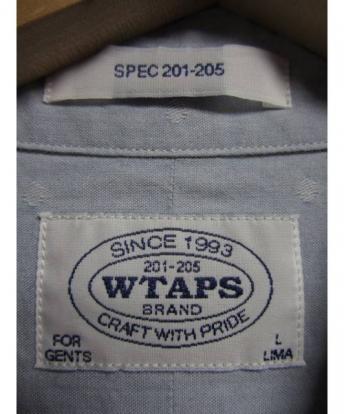 SPEC 201-205
SINCE 1993
201-205
WTAPS
BRAND
CRAFT WITH PRIDE
FOR
GENTS
L
LIMA